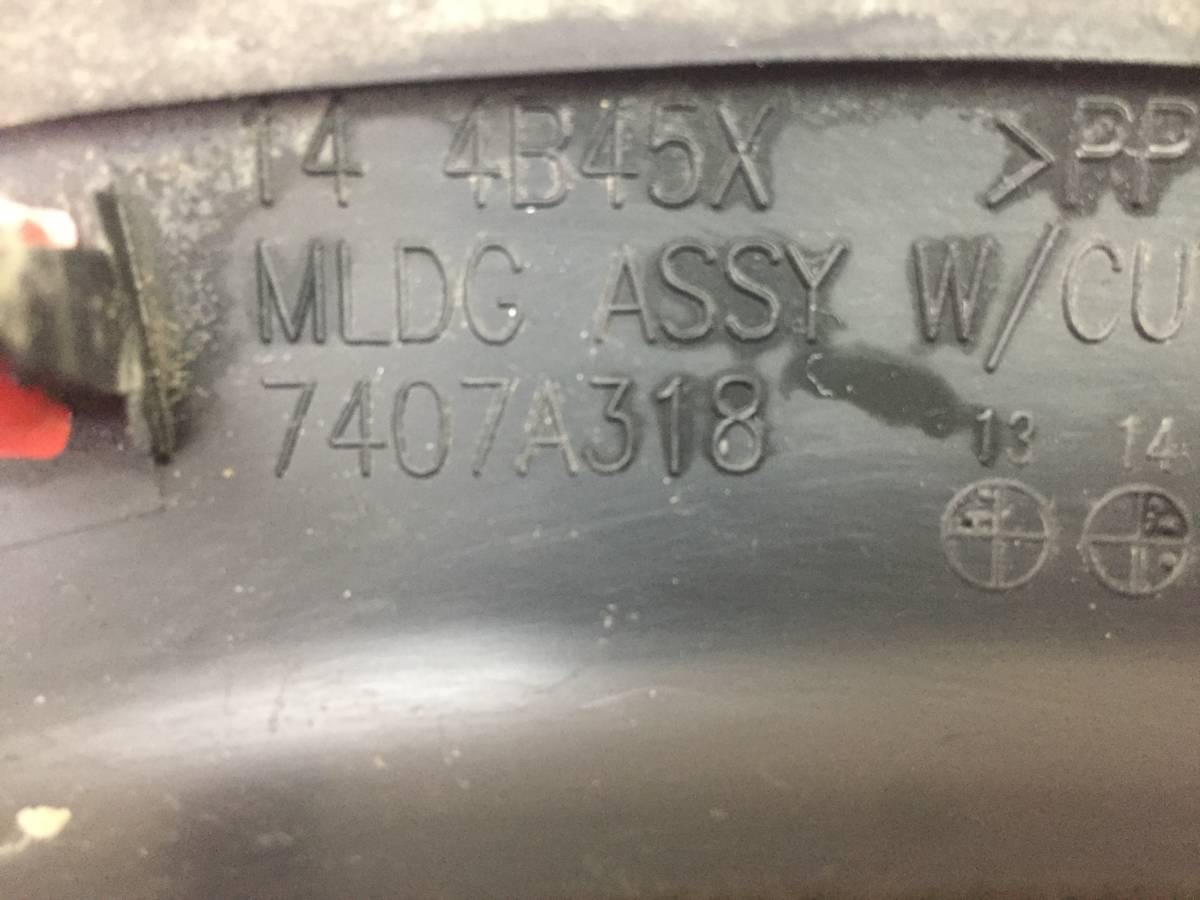 14 4B45X >PP
MLDG ASSY W/CU
7407A318
13 14